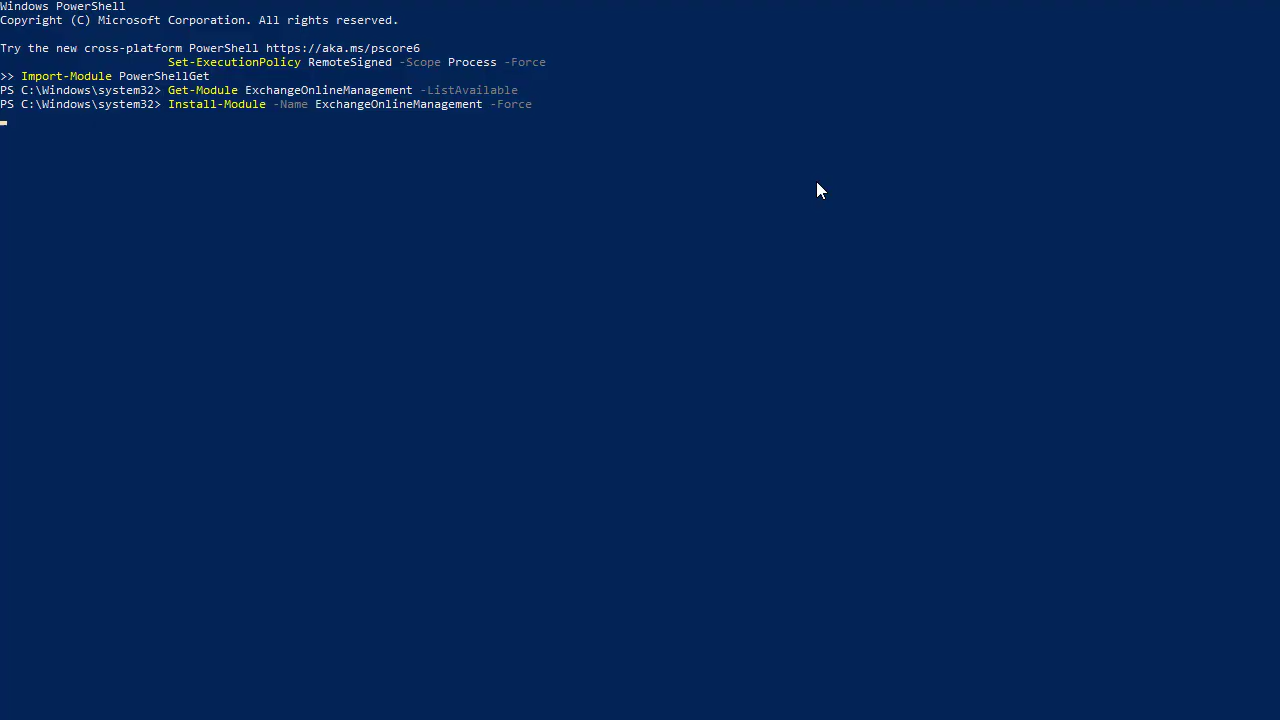 Windows PowerShell
Copyright (C) Microsoft Corporation. All rights reserved.
Try the new cross-platform PowerShell https://aka.ms/pscore6
Set-ExecutionPolicy RemoteSigned -Scope Process -Force
>> Import-Module PowerShellGet
PS C:\Windows\system32> Get-Module ExchangeOnlineManagement -ListAvailable
PS C:\Windows\system32> Install-Module -Name ExchangeOnlineManagement -Force